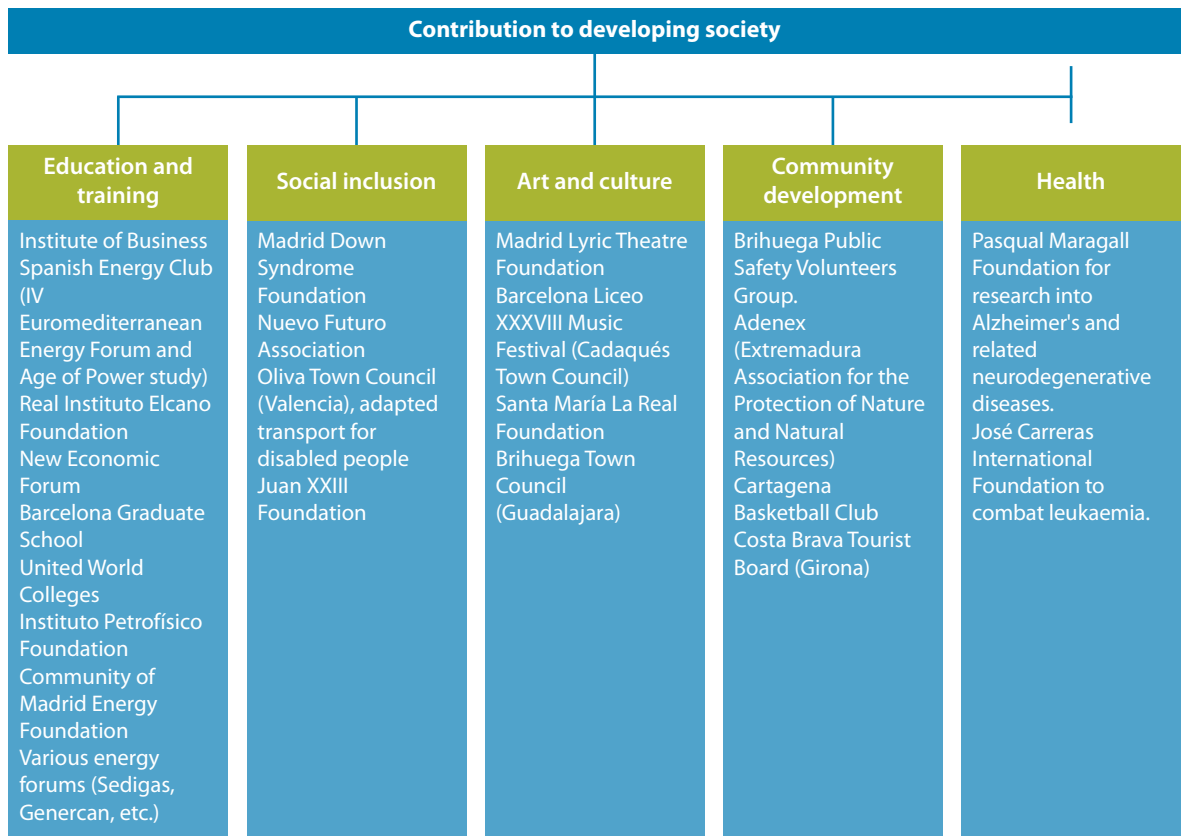 Contribution to developing society
Education and
training
Institute of Business
Spanish Energy Club
(IV
Euromediterranean
Energy Forum and
Age of Power study)
Real Instituto Elcano
Foundation
New Economic
Forum
Barcelona Graduate
School
United World
Colleges
Instituto Petrofísico
Foundation
Community of
Madrid Energy
Foundation
Various energy
forums (Sedigas,
Genercan, etc.)
Social inclusion
Madrid Down
Syndrome
Foundation
Nuevo Futuro
Association
Oliva Town Council
(Valencia), adapted
transport for
disabled people
Juan XXIII
Foundation
Art and culture
Madrid Lyric Theatre
Foundation
Barcelona Liceo
XXXVIII Music
Festival (Cadaqués
Town Council)
Santa María La Real
Foundation
Brihuega Town
Council
(Guadalajara)
Community
development
Brihuega Public
Safety Volunteers
Group.
Adenex
(Extremadura
Association for the
Protection of Nature
and Natural
Resources)
Cartagena
Basketball Club
Costa Brava Tourist
Board (Girona)
Health
Pasqual Maragall
Foundation for
research into
Alzheimer's and
related
neurodegenerative
diseases.
José Carreras
International
Foundation to
combat leukaemia.